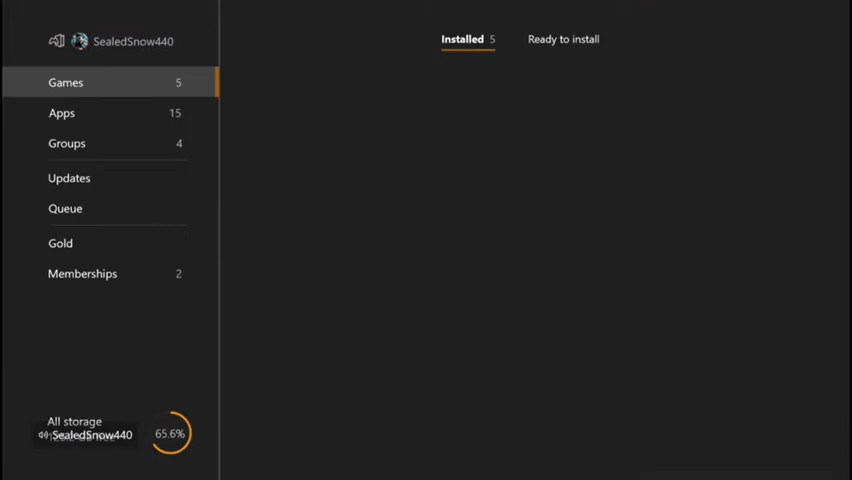 SealedSnow440
Installed 5
Ready to install
Games 5
Apps 15
Groups 4
Updates
Queue
Gold
Memberships 2
All storage
SealedSnow440
65.6%